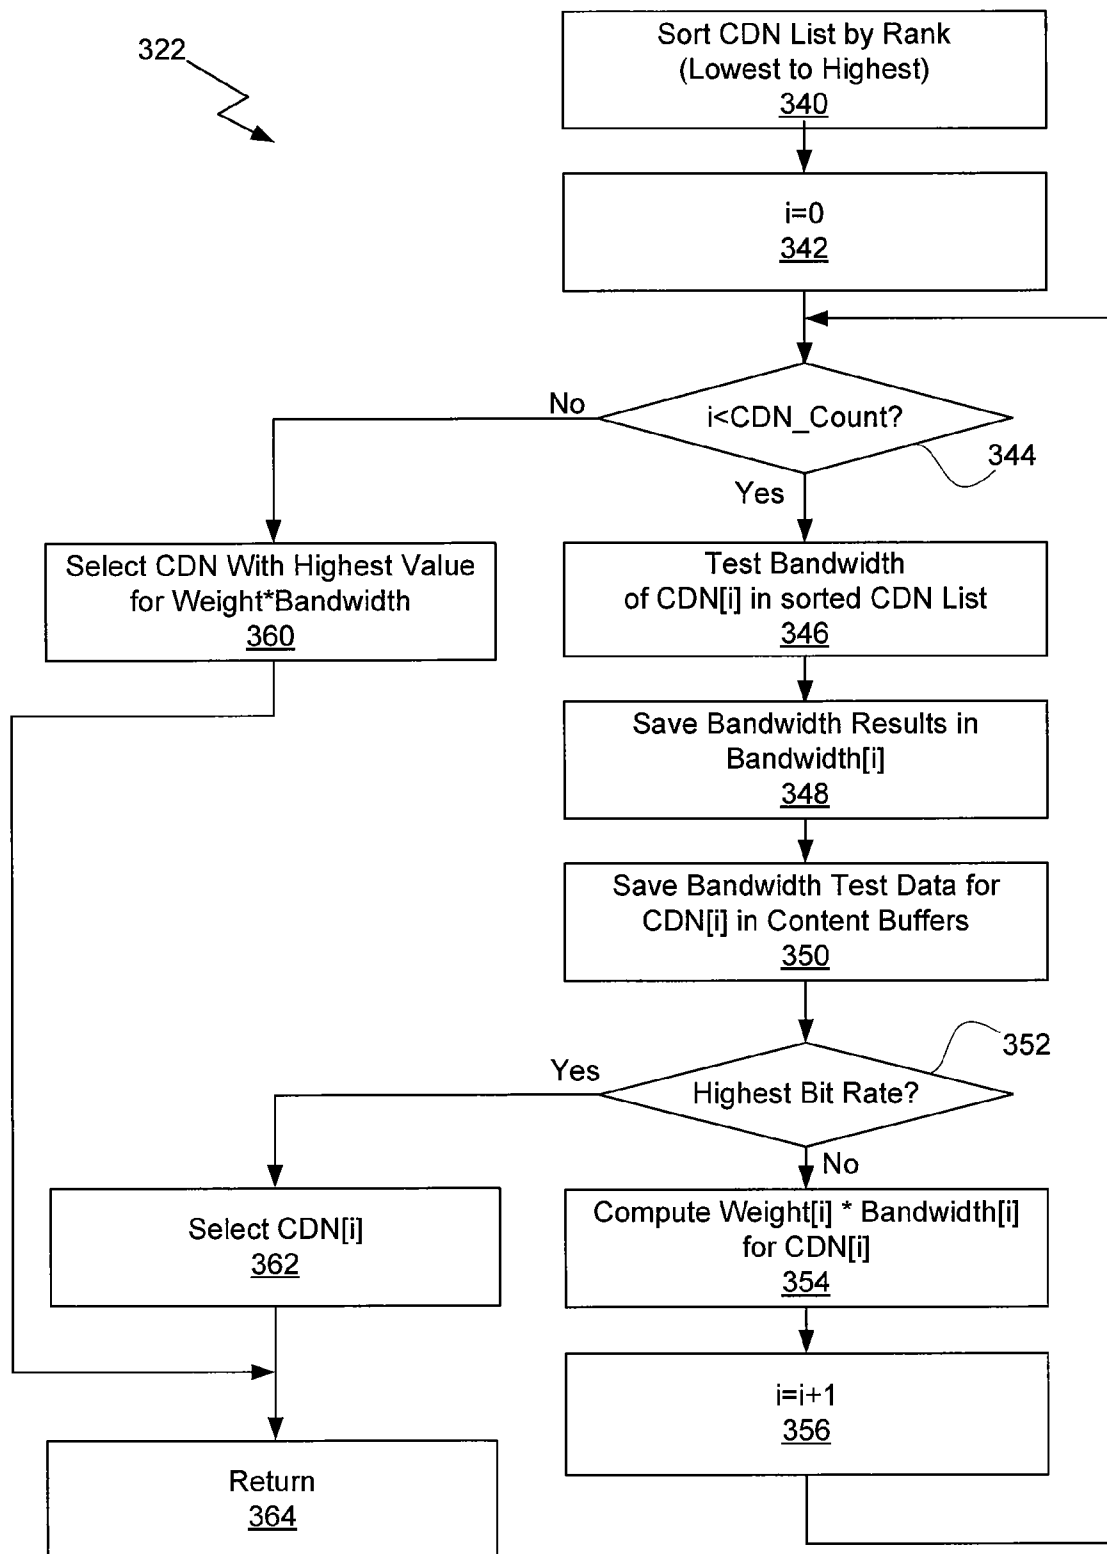 322
Sort CDN List by Rank
(Lowest to Highest)
340
i=0
342
i<CDN_Count?
344
No
Yes
Select CDN With Highest Value
for Weight*Bandwidth
360
Test Bandwidth
of CDN[i] in sorted CDN List
346
Save Bandwidth Results in
Bandwidth[i]
348
Save Bandwidth Test Data for
CDN[i] in Content Buffers
350
Highest Bit Rate?
352
Yes
No
Select CDN[i]
362
Compute Weight[i] * Bandwidth[i]
for CDN[i]
354
i=i+1
356
Return
364